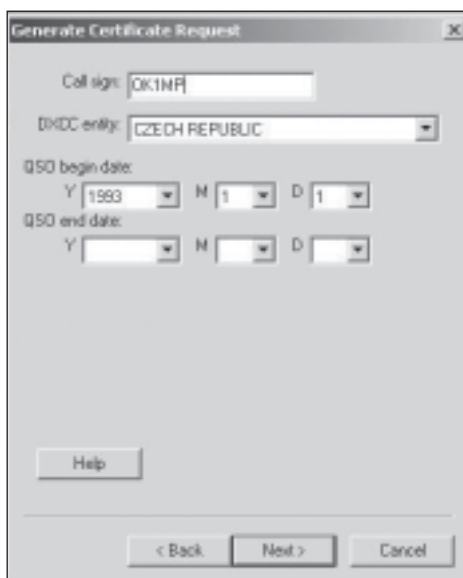 Generate Certificate Request
Call sign: OK1MP
DXCC entity: CZECH REPUBLIC
QSO begin date:
Y 1993 M 1 D 1
QSO end date:
Y M D
Help
< Back Next > Cancel